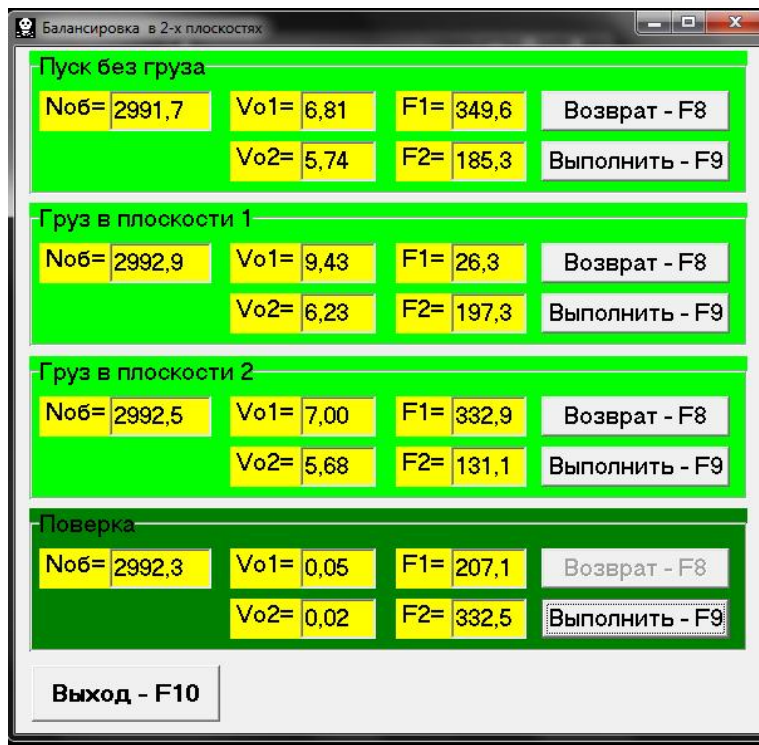 Балансировка в 2-х плоскостях
Пуск без груза
Nоб= 2991,7 Vo1= 6,81 F1= 349,6 Возврат - F8
Vo2= 5,74 F2= 185,3 Выполнить - F9
Груз в плоскости 1
Nоб= 2992,9 Vo1= 9,43 F1= 26,3 Возврат - F8
Vo2= 6,23 F2= 197,3 Выполнить - F9
Груз в плоскости 2
Nоб= 2992,5 Vo1= 7,00 F1= 332,9 Возврат - F8
Vo2= 5,68 F2= 131,1 Выполнить - F9
Поверка
Nоб= 2992,3 Vo1= 0,05 F1= 207,1 Возврат - F8
Vo2= 0,02 F2= 332,5 Выполнить - F9
Выход - F10